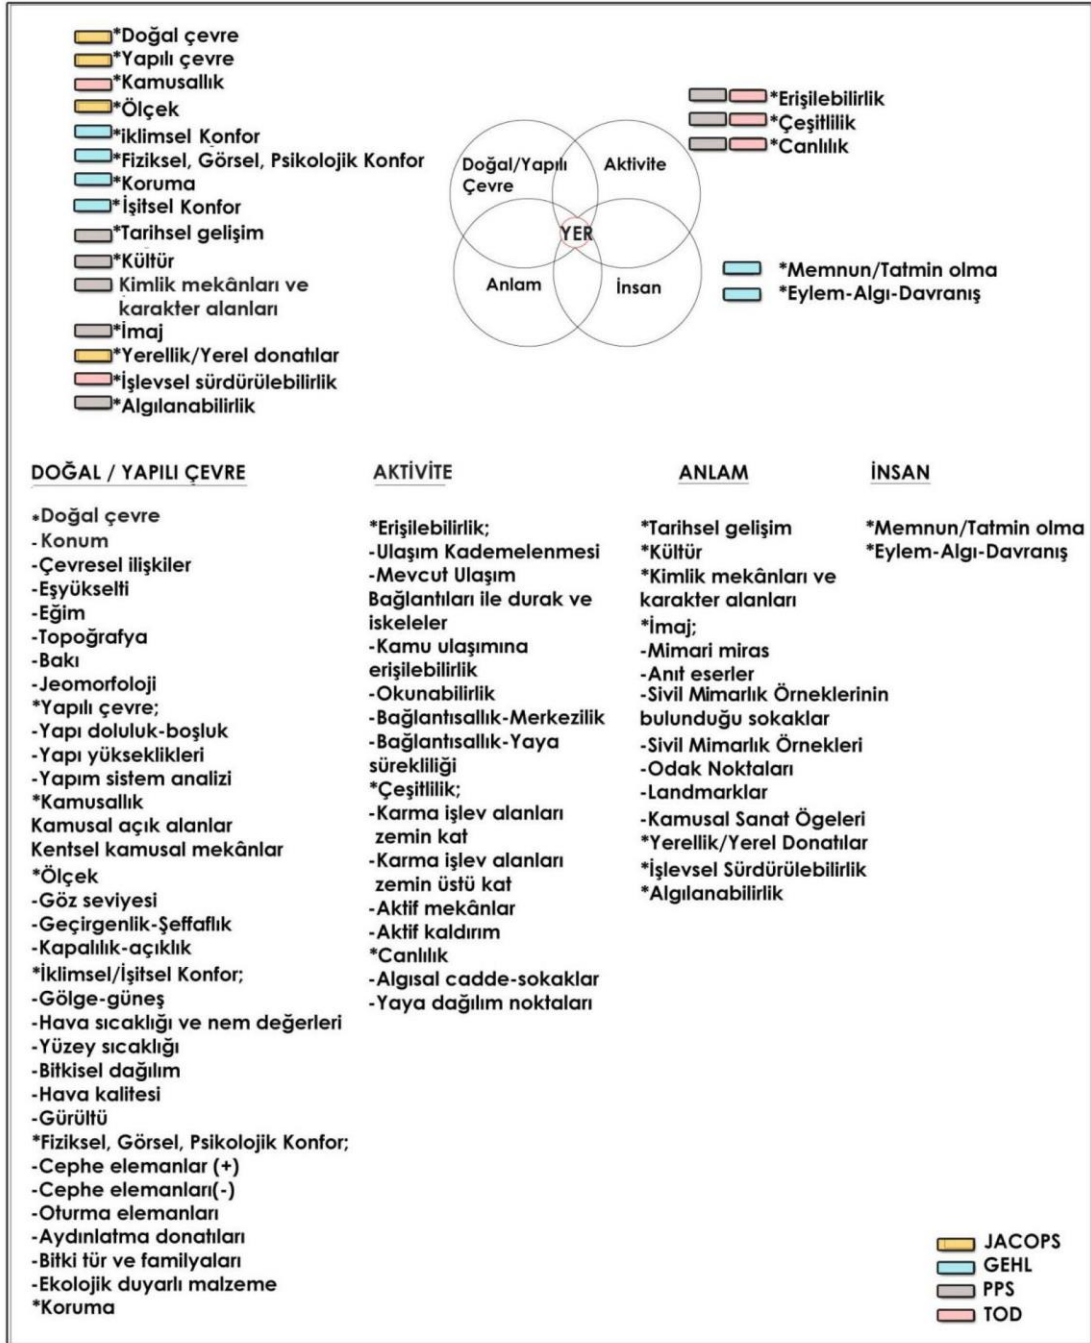 *Doğal çevre
*Yapılı çevre
*Kamusallık
*Ölçek
*iklimsel Konfor
*Fiziksel, Görsel, Psikolojik Konfor
*Koruma
*İşitsel Konfor
*Tarihsel gelişim
*Kültür
Kimlik mekânları ve
karakter alanları
*İmaj
*Yerellik/Yerel donatılar
*İşlevsel sürdürülebilirlik
*Algılanabilirlik
*Erişilebilirlik
*Çeşitlilik
*Canlılık
Doğal/Yapılı
Çevre
Aktivite
YER
Anlam
İnsan
*Memnun/Tatmin olma
*Eylem-Algı-Davranış
DOĞAL / YAPILI ÇEVRE
*Doğal çevre
- Konum
-Çevresel ilişkiler
-Eşyükselti
-Eğim
-Topoğrafya
-Bakı
-Jeomorfoloji
*Yapılı çevre;
-Yapı doluluk-boşluk
-Yapı yükseklikleri
-Yapım sistem analizi
*Kamusallık
Kamusal açık alanlar
Kentsel kamusal mekânlar
*Ölçek
-Göz seviyesi
-Geçirgenlik-Şeffaflık
-Kapalılık-açıklık
*İklimsel/İşitsel Konfor;
-Gölge-güneş
-Hava sıcaklığı ve nem değerleri
-Yüzey sıcaklığı
-Bitkisel dağılım
-Hava kalitesi
-Gürültü
*Fiziksel, Görsel, Psikolojik Konfor;
-Cephe elemanlar (+)
-Cephe elemanları(-)
-Oturma elemanları
-Aydınlatma donatıları
-Bitki tür ve familyaları
-Ekolojik duyarlı malzeme
*Koruma
AKTİVİTE
*Erişilebilirlik;
-Ulaşım Kademelenmesi
-Mevcut Ulaşım
Bağlantıları ile durak ve
iskeleler
-Kamu ulaşımına
erişilebilirlik
-Okunabilirlik
-Bağlantısallık-Merkezilik
-Bağlantısallık-Yaya
sürekliliği
*Çeşitlilik;
-Karma işlev alanları
zemin kat
-Karma işlev alanları
zemin üstü kat
-Aktif mekânlar
-Aktif kaldırım
*Canlılık
-Algısal cadde-sokaklar
-Yaya dağılım noktaları
ANLAM
*Tarihsel gelişim
*Kültür
*Kimlik mekânları ve
karakter alanları
*İmaj;
-Mimari miras
-Anıt eserler
-Sivil Mimarlık Örneklerinin
bulunduğu sokaklar
-Sivil Mimarlık Örnekleri
-Odak Noktaları
-Landmarklar
-Kamusal Sanat Ögeleri
*Yerellik/Yerel Donatılar
*İşlevsel Sürdürülebilirlik
*Algılanabilirlik
İNSAN
*Memnun/Tatmin olma
*Eylem-Algı-Davranış
JACOPS
GEHL
PPS
TOD